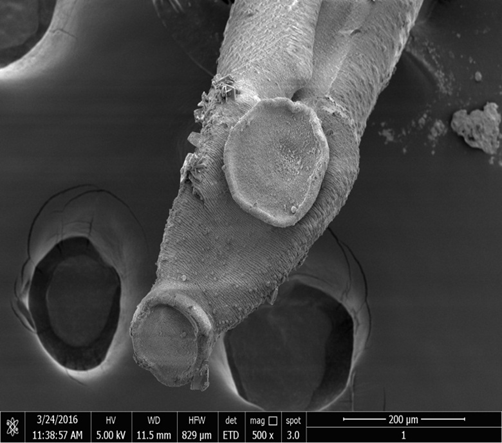 3/24/2016 HV WD HFW det mag □ spot 200 µm
11:38:57 AM 5.00 kV 11.5 mm 829 µm ETD 500 x 3.0 1